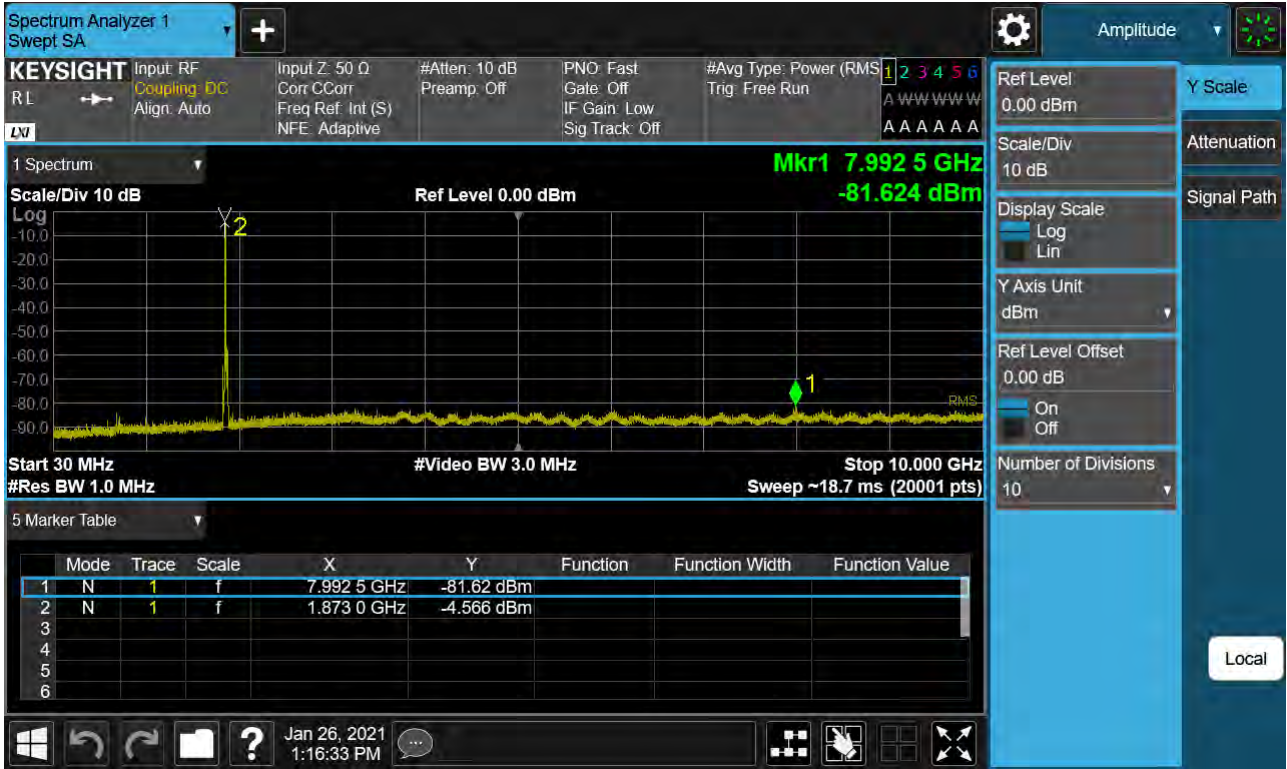 Spectrum Analyzer 1
Swept SA
Amplitude
KEYSIGHT
R L
LXI
Input: RF
Coupling: DC
Align: Auto
Input Z: 50 Ω
Corr CCorr
Freq Ref: Int (S)
NFE: Adaptive
#Atten: 10 dB
Preamp: Off
PNO: Fast
Gate: Off
IF Gain: Low
Sig Track: Off
#Avg Type: Power (RMS
Trig: Free Run
1 2 3 4 5 6
A W W W W W
A A A A A A
1 Spectrum
Scale/Div 10 dB
Ref Level 0.00 dBm
Mkr1 7.992 5 GHz
-81.624 dBm
Log
-10.0
-20.0
-30.0
-40.0
-50.0
-60.0
-70.0
-80.0
-90.0
2
1
RMS
Start 30 MHz
#Video BW 3.0 MHz
Stop 10.000 GHz
#Res BW 1.0 MHz
Sweep ~18.7 ms (20001 pts)
5 Marker Table
Mode Trace Scale X Y Function Function Width Function Value
1 N 1 f 7.992 5 GHz -81.62 dBm
2 N 1 f 1.873 0 GHz -4.566 dBm
3
4
5
6
Ref Level
0.00 dBm
Scale/Div
10 dB
Display Scale
Log
Lin
Y Axis Unit
dBm
Ref Level Offset
0.00 dB
On
Off
Number of Divisions
10
Y Scale
Attenuation
Signal Path
Local
?
Jan 26, 2021
1:16:33 PM